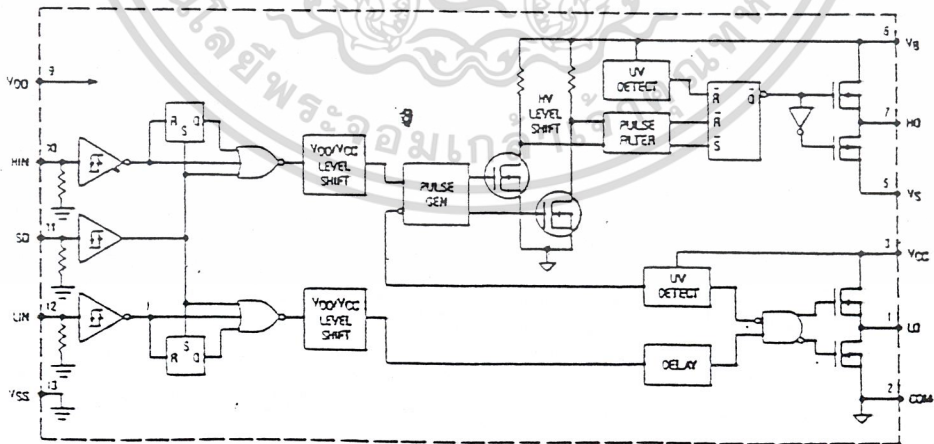 6 VB
VDD 9
UV
DETECT
R
Q
R
S
HV
LEVEL
SHIFT
PULSE
FILTER
7 HO
R S Q
HIN 10
VDD/VCC
LEVEL
SHIFT
PULSE
GEN
5 VS
SD 11
3 VCC
UV
DETECT
LIN 12
VDD/VCC
LEVEL
SHIFT
1 LO
R S Q
DELAY
VSS 13
2 COM